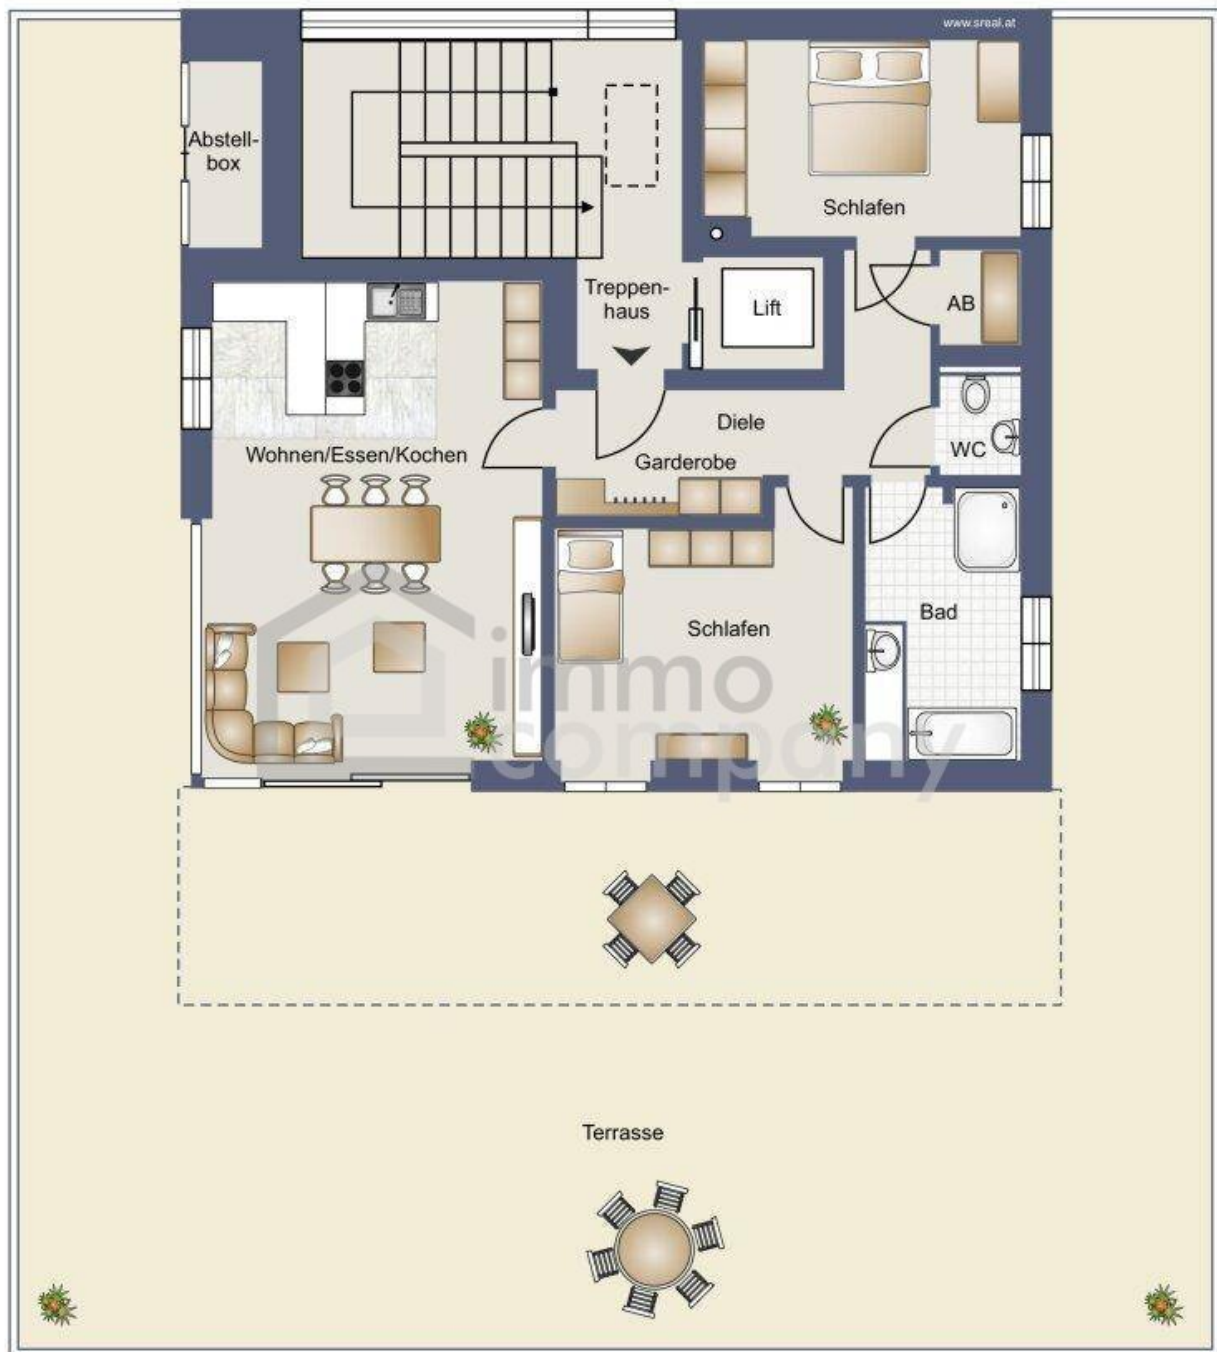 www.sreal.at
Abstell-
box
Schlafen
Treppen-
haus
Lift
AB
Diele
WC
Wohnen/Essen/Kochen
Garderobe
Bad
Schlafen
immo
company
Terrasse